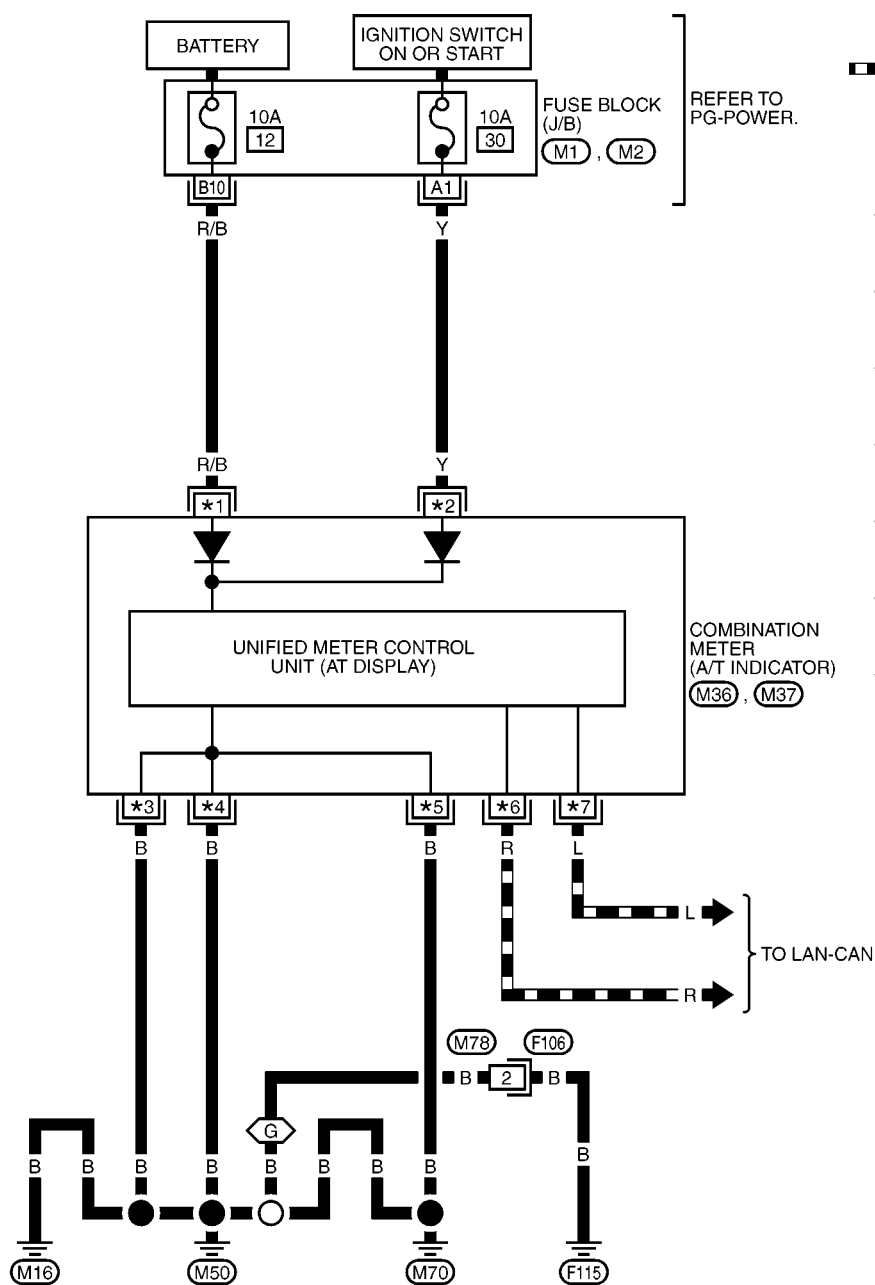 BATTERY
IGNITION SWITCH
ON OR START
10A
12
10A
30
FUSE BLOCK
(J/B)
M1 , M2
REFER TO
PG-POWER.
B10
A1
R/B
Y
R/B
Y
*1
*2
UNIFIED METER CONTROL
UNIT (AT DISPLAY)
COMBINATION
METER
(A/T INDICATOR)
M36 , M37
*3
*4
*5
*6
*7
B
B
B
R
L
L
TO LAN-CAN
R
M78
F106
B
2
B
G
B
B
B
B
B
B
B
B
B
M16
M50
M70
F115